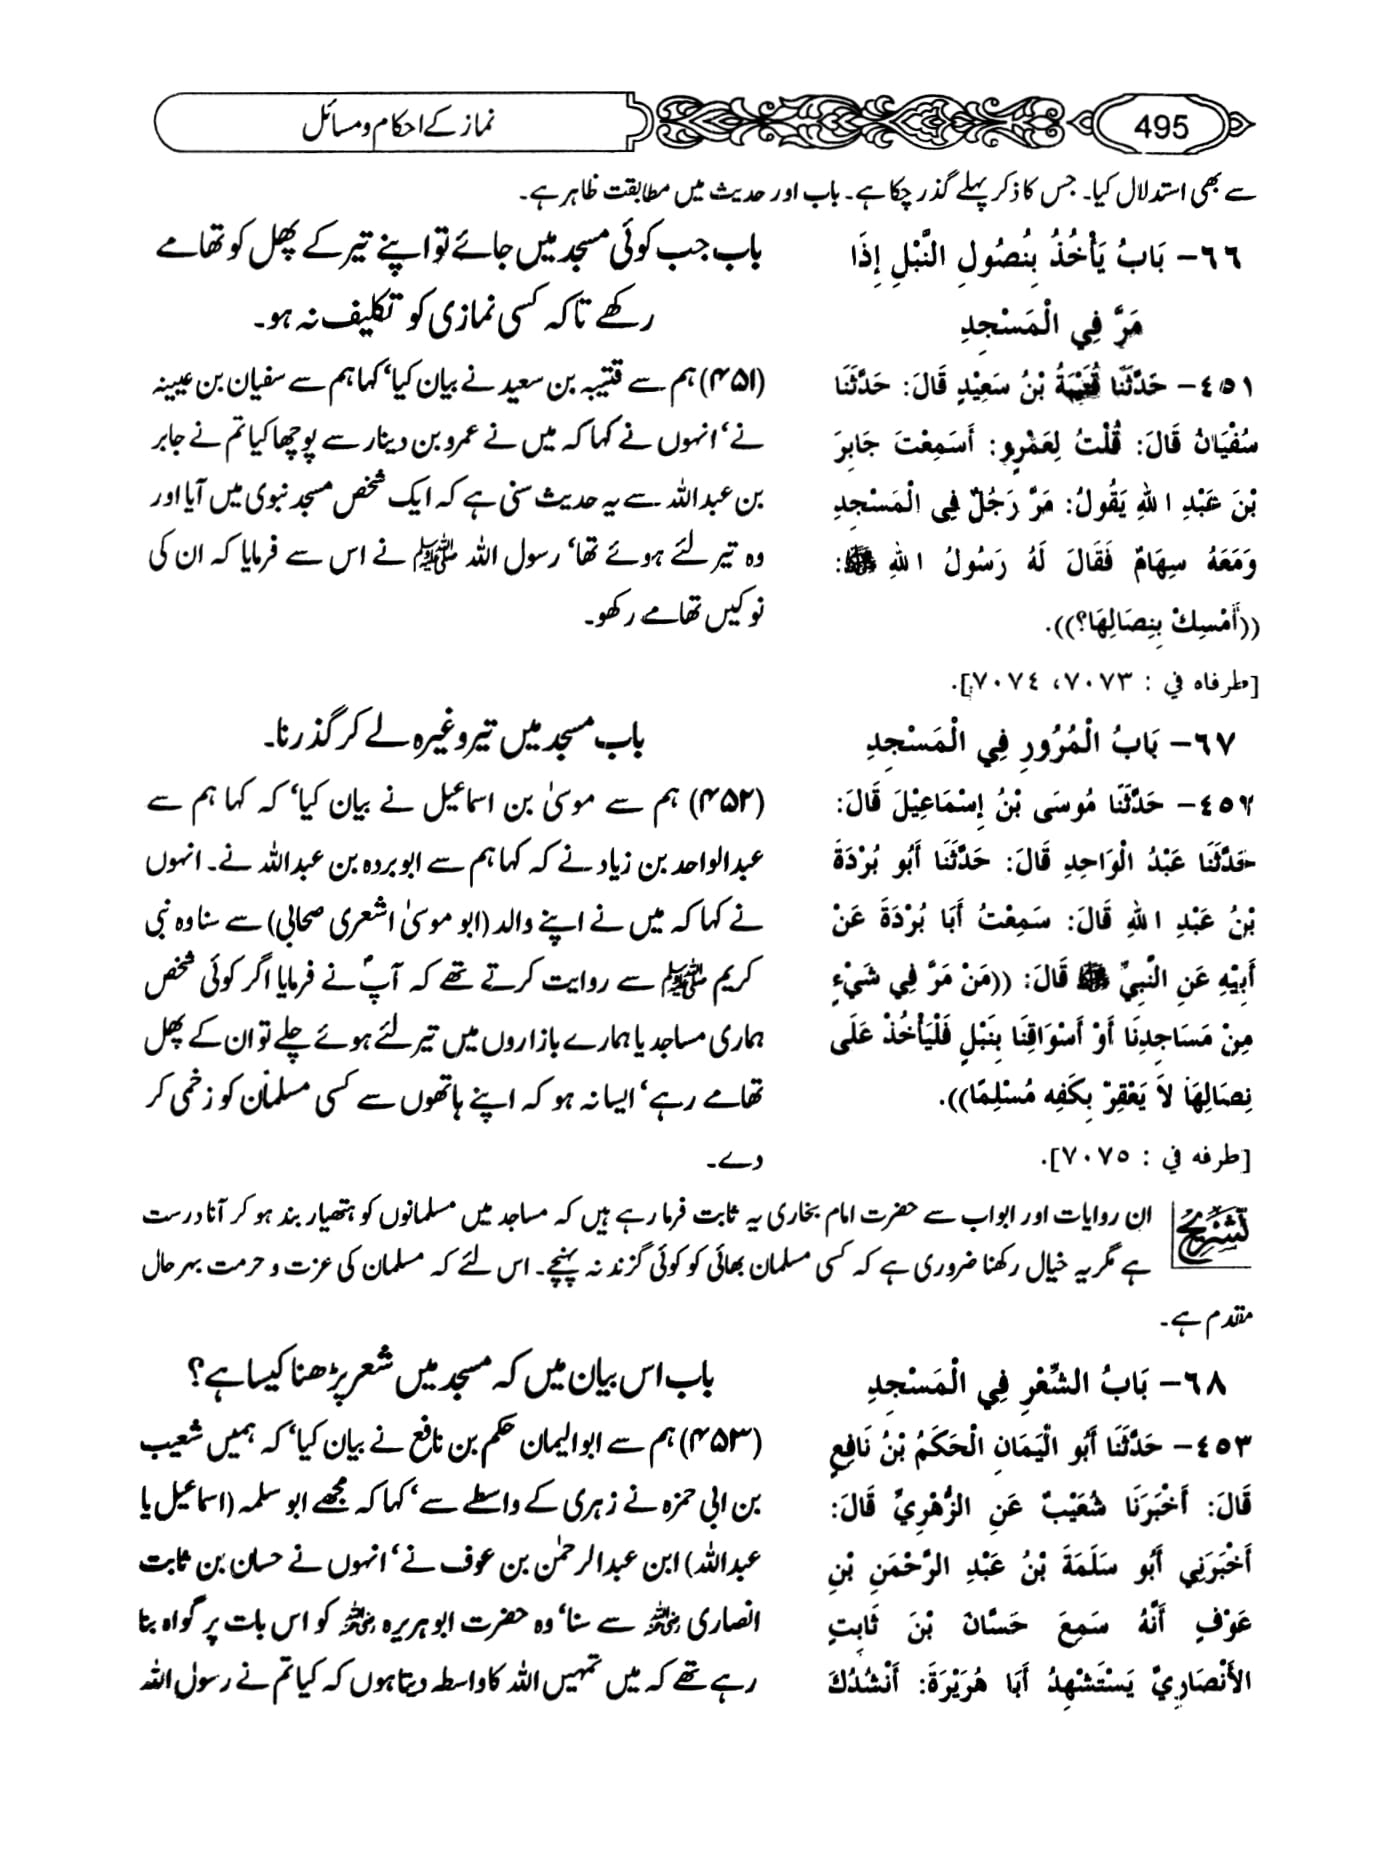 495
نماز کے احکام و مسائل
سے بھی استدلال کیا۔ جس کا ذکر پہلے گذر چکا ہے۔ باب اور حدیث میں مطابقت ظاہر ہے۔
٦٦- بَابُ يَأْخُذُ بِنُصُولِ النَّبْلِ إِذَا
مَرَّ فِي الْمَسْجِدِ
٤٥١- حَدَّثَنَا قُتَيْبَةُ بْنُ سَعِيْدٍ قَالَ: حَدَّثَنَا
سُفْيَانُ قَالَ: قُلْتُ لِعَمْرٍو: أَسَمِعْتَ جَابِرَ
بْنَ عَبْدِ اللهِ يَقُولُ: مَرَّ رَجُلٌ فِي الْمَسْجِدِ
وَمَعَهُ سِهَامٌ فَقَالَ لَهُ رَسُولُ اللهِ ﷺ:
((أَمْسِكْ بِنِصَالِهَا؟)).
[طرفاه في : ٧٠٧٣، ٧٠٧٤].
باب جب کوئی مسجد میں جائے تو اپنے تیر کے پھل کو تھامے
رکھے تاکہ کسی نمازی کو تکلیف نہ ہو۔
(۴۵۱) ہم سے قتیبہ بن سعید نے بیان کیا‘ کہا ہم سے سفیان بن عیینہ
نے‘ انہوں نے کہا کہ میں نے عمرو بن دینار سے پوچھا کیا تم نے جابر
بن عبداللہ سے یہ حدیث سنی ہے کہ ایک شخص مسجد نبوی میں آیا اور
وہ تیر لئے ہوئے تھا‘ رسول اللہ ﷺ نے اس سے فرمایا کہ ان کی
نوکیں تھامے رکھو۔
٦٧- بَابُ الْمُرُورِ فِي الْمَسْجِدِ
٤٥٢- حَدَّثَنَا مُوسَى بْنُ إِسْمَاعِيْلَ قَالَ:
حَدَّثَنَا عَبْدُ الْوَاحِدِ قَالَ: حَدَّثَنَا أَبُو بُرْدَةَ
بْنُ عَبْدِ اللهِ قَالَ: سَمِعْتُ أَبَا بُرْدَةَ عَنْ
أَبِيْهِ عَنِ النَّبِيِّ ﷺ قَالَ: ((مَنْ مَرَّ فِي شَيْءٍ
مِنْ مَسَاجِدِنَا أَوْ أَسْوَاقِنَا بِنَبْلٍ فَلْيَأْخُذْ عَلَى
نِصَالِهَا لاَ يَعْقِرْ بِكَفِّهِ مُسْلِمًا)).
[طرفه في : ٧٠٧٥].
باب مسجد میں تیر وغیرہ لے کر گذرنا۔
(۴۵۲) ہم سے موسیٰ بن اسماعیل نے بیان کیا‘ کہ کہا ہم سے
عبدالواحد بن زیاد نے کہ کہا ہم سے ابو بردہ بن عبداللہ نے۔ انہوں
نے کہا کہ میں نے اپنے والد (ابو موسیٰ اشعری صحابی) سے سنا وہ نبی
کریم ﷺ سے روایت کرتے تھے کہ آپؐ نے فرمایا اگر کوئی شخص
ہماری مساجد یا ہمارے بازاروں میں تیر لئے ہوئے چلے تو ان کے پھل
تھامے رہے‘ ایسا نہ ہو کہ اپنے ہاتھوں سے کسی مسلمان کو زخمی کر
دے۔
تشریح
ان روایات اور ابواب سے حضرت امام بخاری یہ ثابت فرما رہے ہیں کہ مساجد میں مسلمانوں کو ہتھیار بند ہو کر آنا درست
ہے مگر یہ خیال رکھنا ضروری ہے کہ کسی مسلمان بھائی کو کوئی گزند نہ پہنچے۔ اس لئے کہ مسلمان کی عزت و حرمت بہر حال
مقدم ہے۔
٦٨- بَابُ الشِّعْرِ فِي الْمَسْجِدِ
٤٥٣- حَدَّثَنَا أَبُو الْيَمَانِ الْحَكَمُ بْنُ نَافِعٍ
قَالَ: أَخْبَرَنَا شُعَيْبٌ عَنِ الزُّهْرِيِّ قَالَ:
أَخْبَرَنِي أَبُو سَلَمَةَ بْنُ عَبْدِ الرَّحْمَنِ بْنِ
عَوْفٍ أَنَّهُ سَمِعَ حَسَّانَ بْنَ ثَابِتٍ
الأَنْصَارِيَّ يَسْتَشْهِدُ أَبَا هُرَيْرَةَ: أَنْشُدُكَ
باب اس بیان میں کہ مسجد میں شعر پڑھنا کیسا ہے؟
(۴۵۳) ہم سے ابوالیمان حکم بن نافع نے بیان کیا‘ کہ ہمیں شعیب
بن ابی حمزہ نے زہری کے واسطے سے‘ کہا کہ مجھے ابو سلمہ (اسماعیل یا
عبداللہ) ابن عبدالرحمٰن بن عوف نے‘ انہوں نے حسان بن ثابت
انصاری رضی اللہ عنہ سے سنا‘ وہ حضرت ابو ہریرہ رضی اللہ عنہ کو اس بات پر گواہ بنا
رہے تھے کہ میں تمہیں اللہ کا واسطہ دیتا ہوں کہ کیا تم نے رسول اللہ